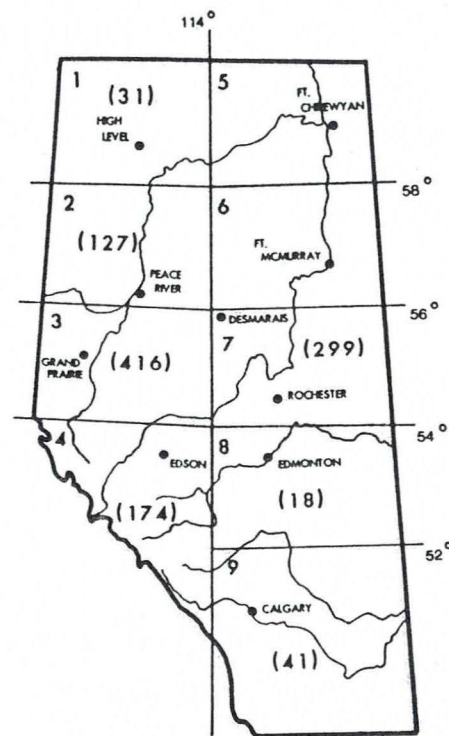 114°
1
5
(31)
FT.
CHIPEWYAN
HIGH
LEVEL
58°
2
6
(127)
FT.
MCMURRAY
PEACE
RIVER
56°
3
DESMARAIS
7
(299)
GRAND
PRAIRIE
(416)
ROCHESTER
54°
4
8
EDSON
EDMONTON
(174)
(18)
52°
9
CALGARY
(41)